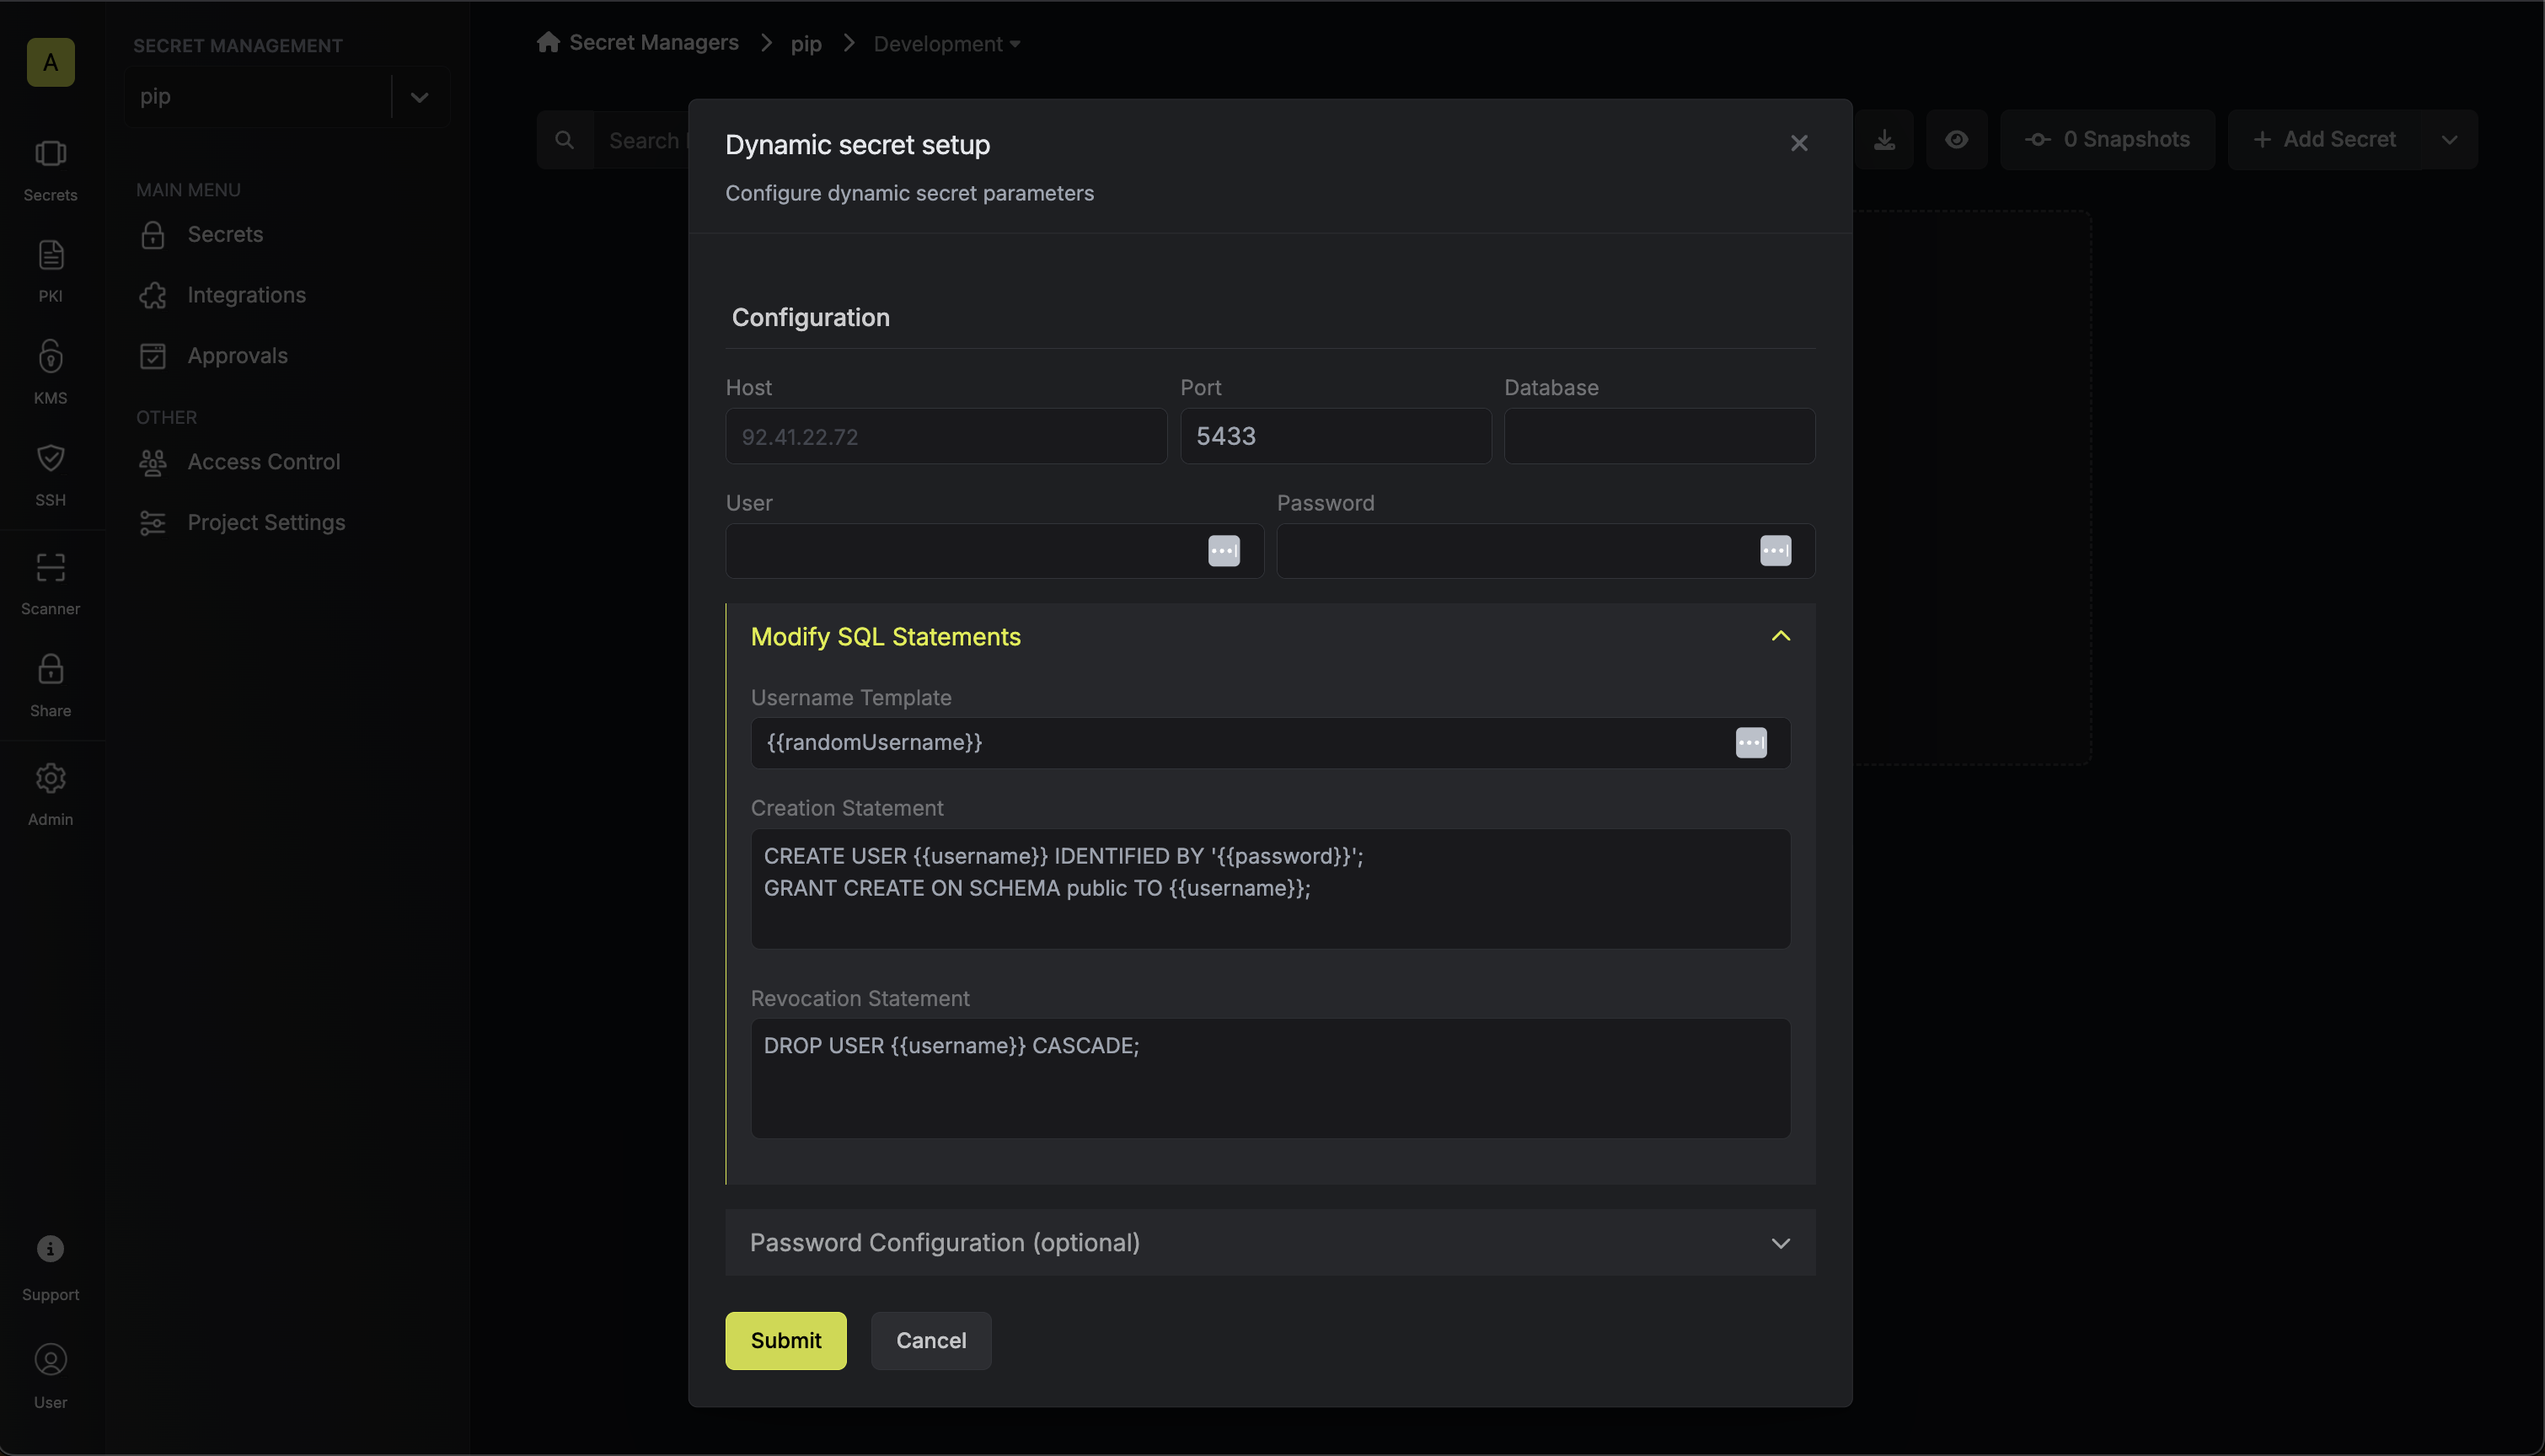 A
Secrets
PKI
KMS
SSH
Scanner
Share
Admin
Support
User
SECRET MANAGEMENT
pip
MAIN MENU
Secrets
Integrations
Approvals
OTHER
Access Control
Project Settings
Secret Managers
pip
Development
Search
0 Snapshots
Add Secret
Dynamic secret setup
Configure dynamic secret parameters
Configuration
Host
Port
Database
92.41.22.72
5433
User
Password
Modify SQL Statements
Username Template
{{randomUsername}}
Creation Statement
CREATE USER {{username}} IDENTIFIED BY '{{password}}';
GRANT CREATE ON SCHEMA public TO {{username}};
Revocation Statement
DROP USER {{username}} CASCADE;
Password Configuration (optional)
Submit
Cancel